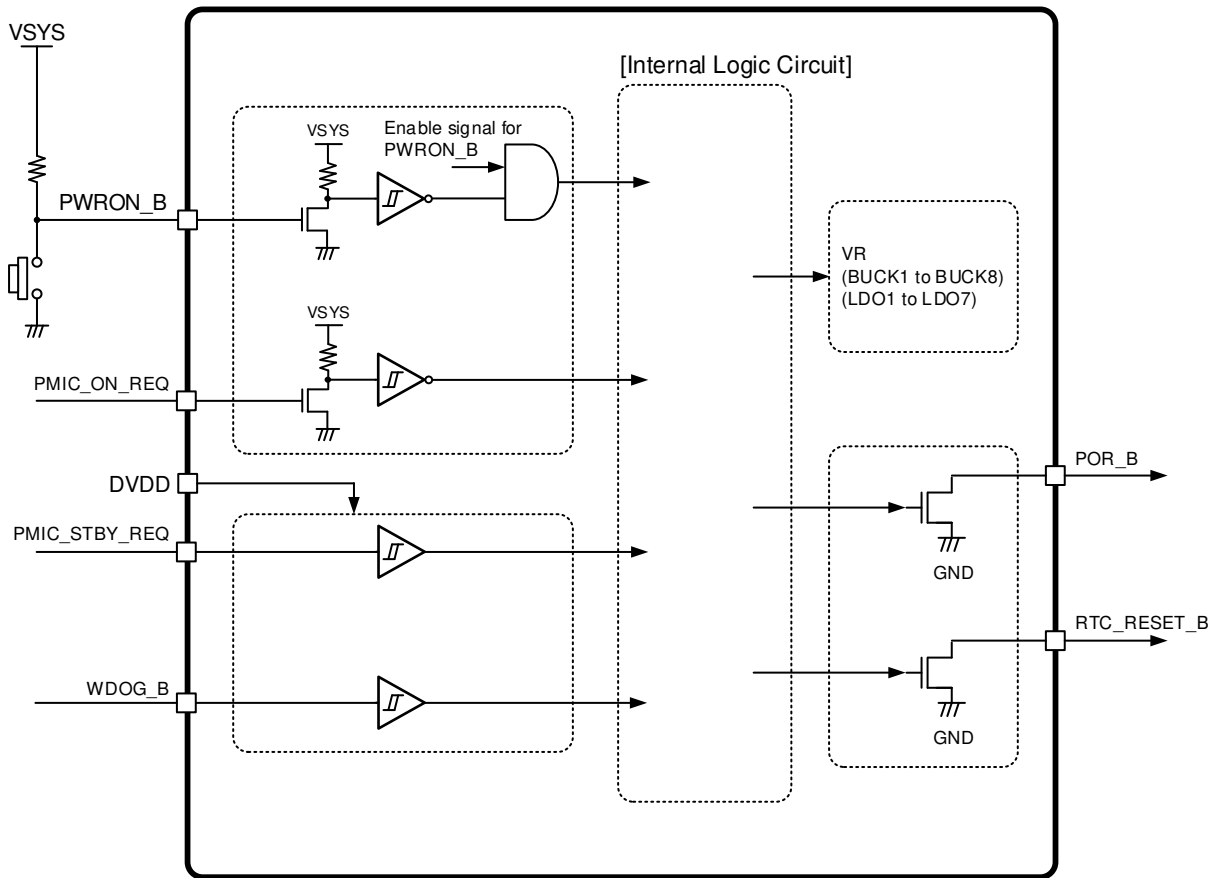 VSYS
[Internal Logic Circuit]
VSYS
Enable signal for
PWRON_B
PWRON_B
VR
(BUCK1 to BUCK8)
(LDO1 to LDO7)
VSYS
PMIC_ON_REQ
POR_B
DVDD
PMIC_STBY_REQ
GND
RTC_RESET_B
WDOG_B
GND